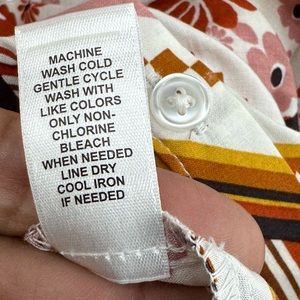 MACHINE
WASH COLD
GENTLE CYCLE
WASH WITH
LIKE COLORS
ONLY NON-
CHLORINE
BLEACH
WHEN NEEDED
LINE DRY
COOL IRON
IF NEEDED